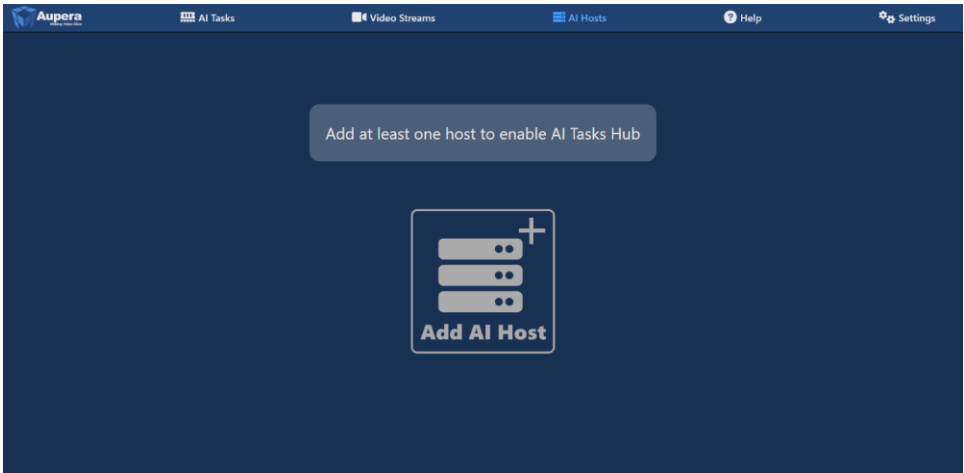 Aupera
AI Tasks
Video Streams
AI Hosts
Help
Settings
Add at least one host to enable AI Tasks Hub
Add AI Host